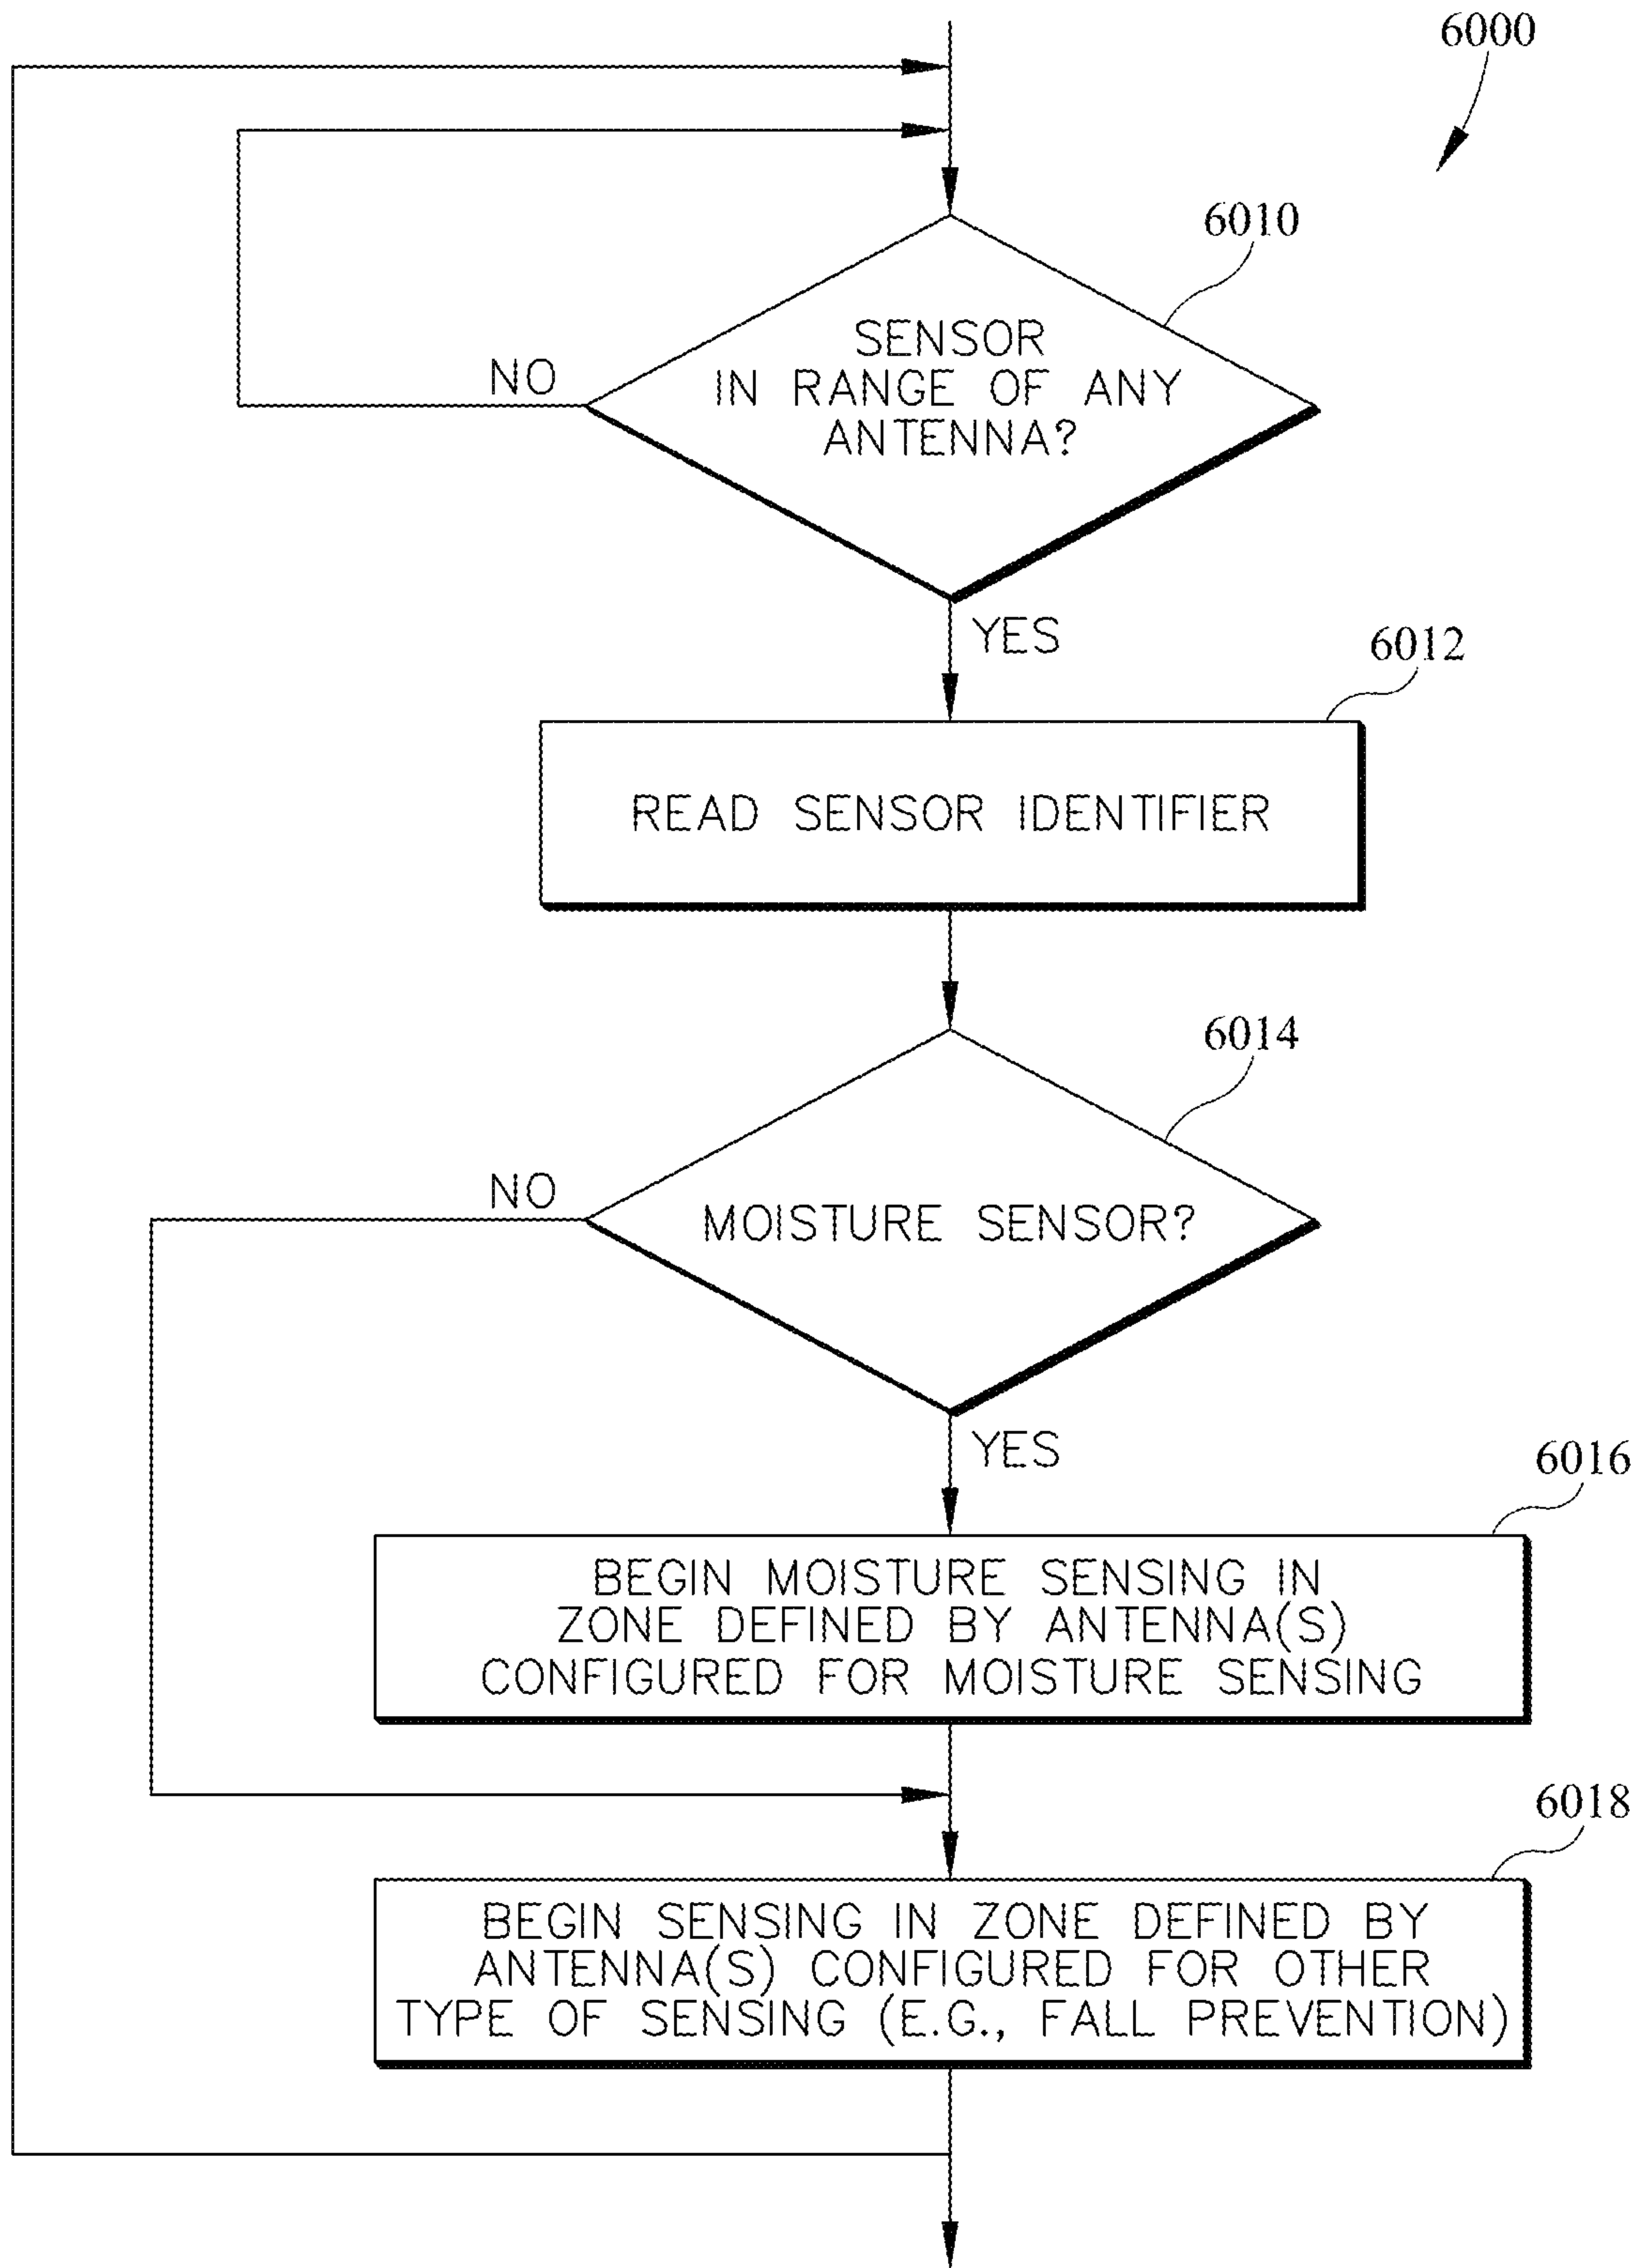 6000
6010
SENSOR
IN RANGE OF ANY
ANTENNA?
NO
YES
6012
READ SENSOR IDENTIFIER
6014
NO
MOISTURE SENSOR?
YES
6016
BEGIN MOISTURE SENSING IN
ZONE DEFINED BY ANTENNA(S)
CONFIGURED FOR MOISTURE SENSING
6018
BEGIN SENSING IN ZONE DEFINED BY
ANTENNA(S) CONFIGURED FOR OTHER
TYPE OF SENSING (E.G., FALL PREVENTION)